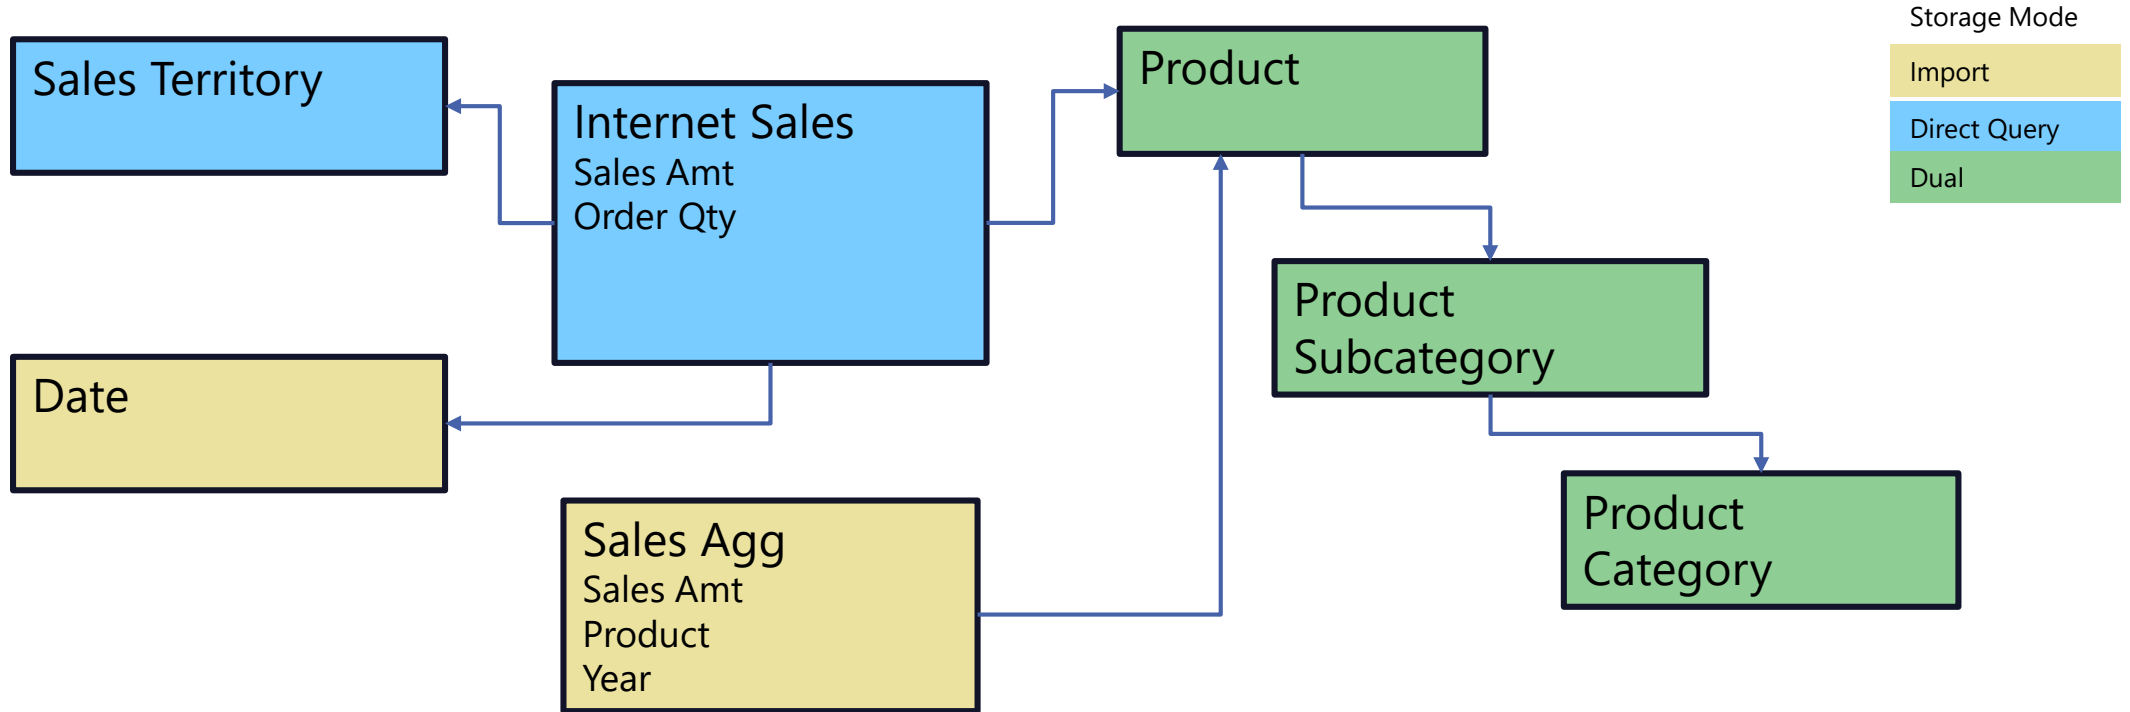 Sales Territory
Internet Sales
Sales Amt
Order Qty
Product
Storage Mode
Import
Direct Query
Dual
Product
Subcategory
Date
Product
Category
Sales Agg
Sales Amt
Product
Year